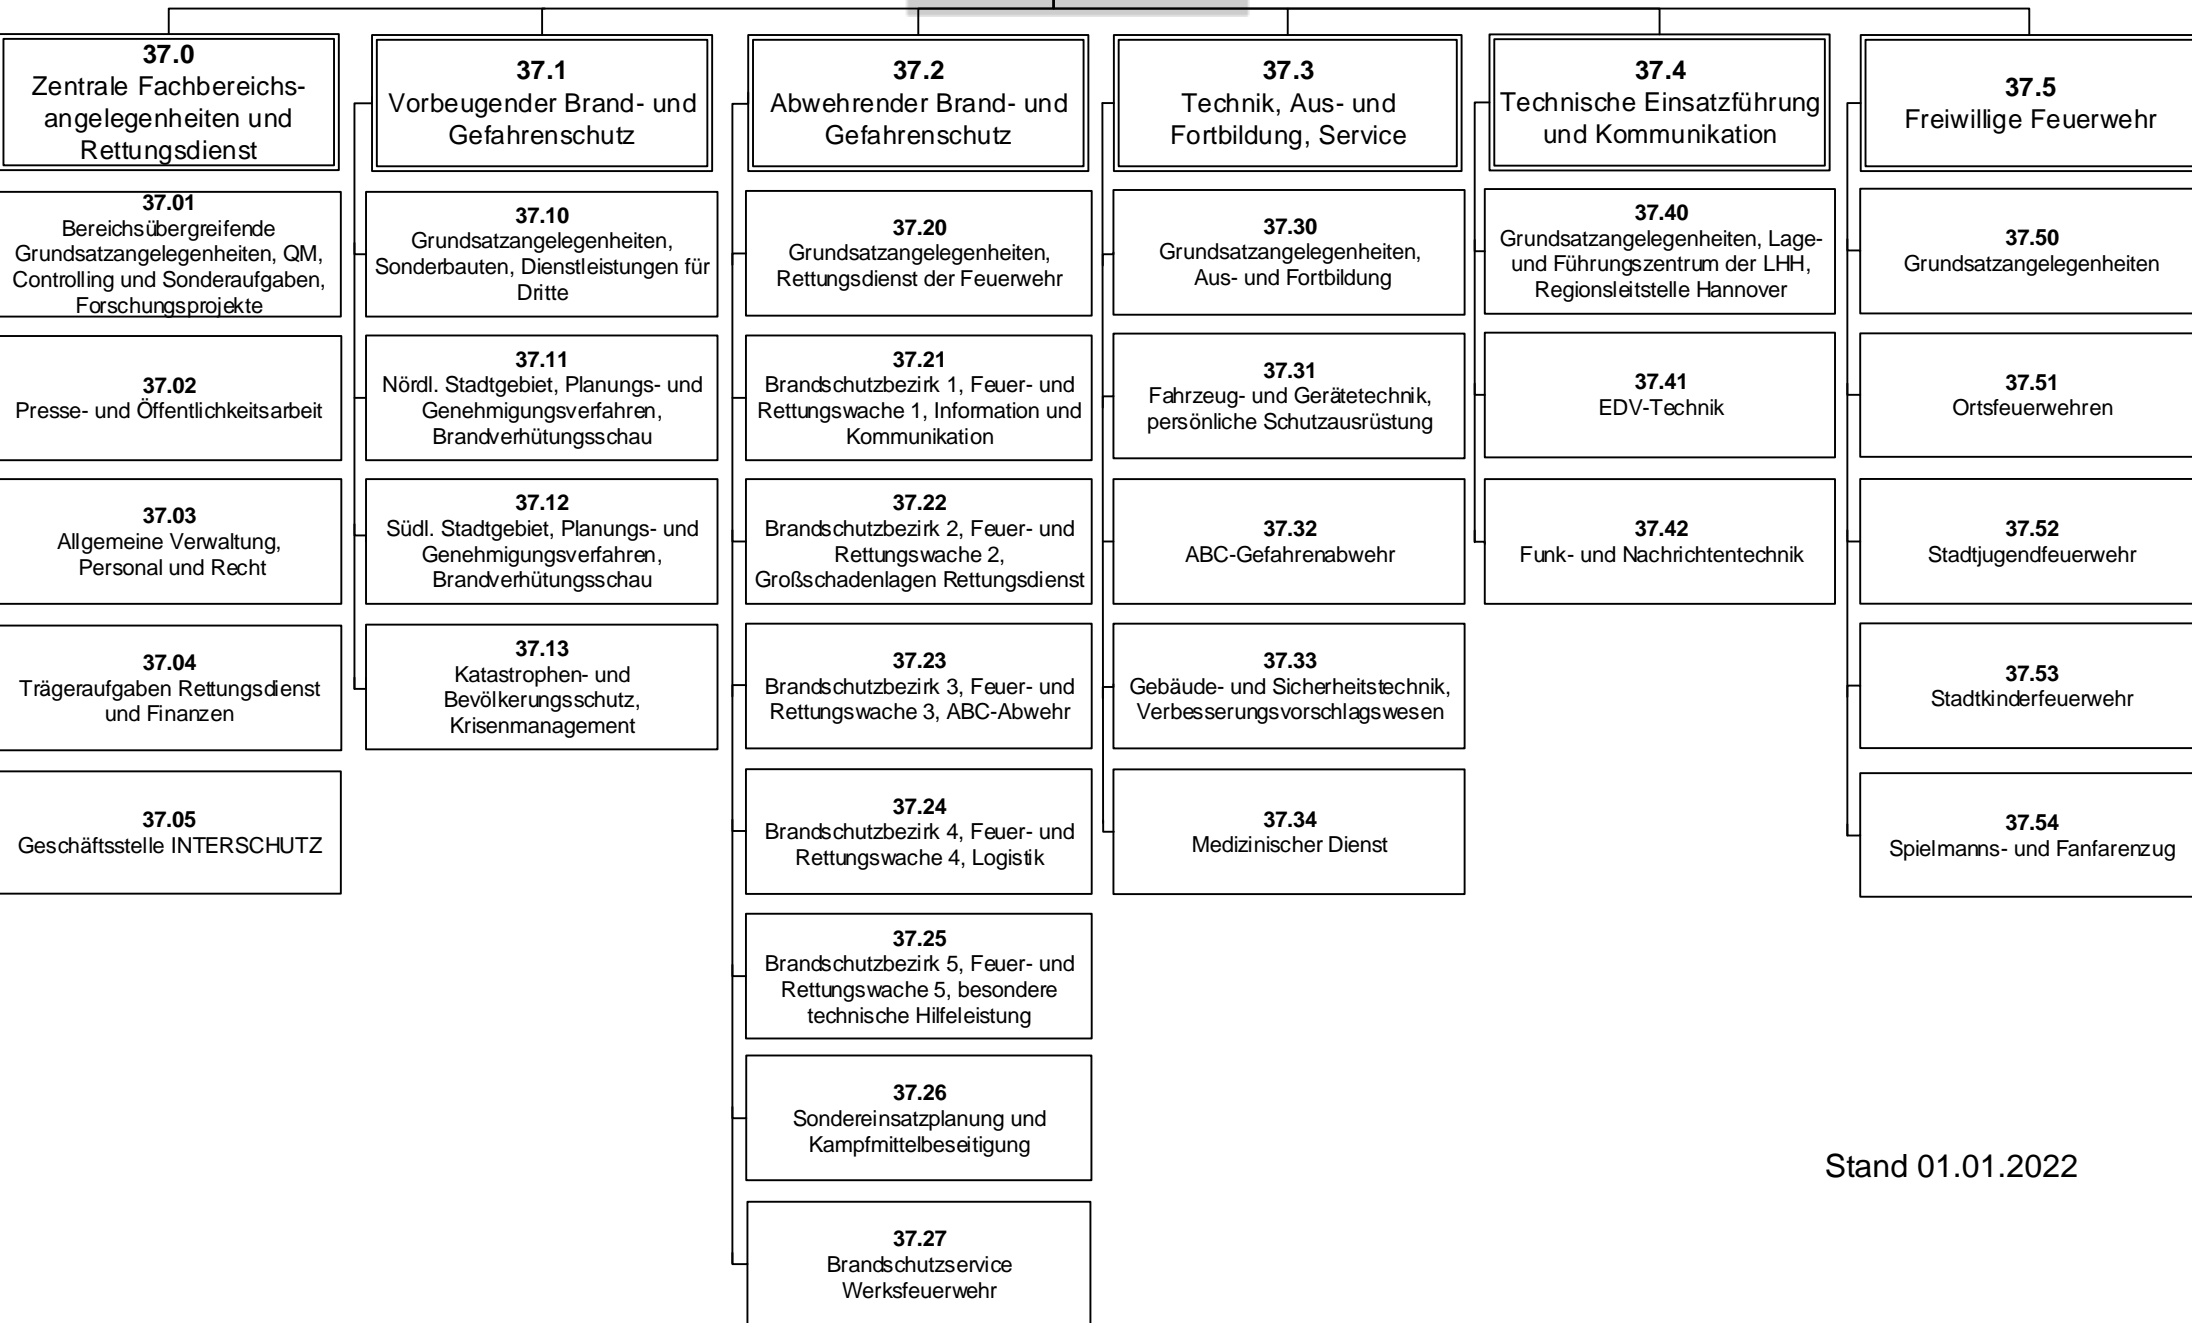 37.0
Zentrale Fachbereichs-
angelegenheiten und
Rettungsdienst
37.01
Bereichsübergreifende
Grundsatzangelegenheiten, QM,
Controlling und Sonderaufgaben,
Forschungsprojekte
37.02
Presse- und Öffentlichkeitsarbeit
37.03
Allgemeine Verwaltung,
Personal und Recht
37.04
Trägeraufgaben Rettungsdienst
und Finanzen
37.05
Geschäftsstelle INTERSCHUTZ
37.1
Vorbeugender Brand- und
Gefahrenschutz
37.10
Grundsatzangelegenheiten,
Sonderbauten, Dienstleistungen für
Dritte
37.11
Nördl. Stadtgebiet, Planungs- und
Genehmigungsverfahren,
Brandverhütungsschau
37.12
Südl. Stadtgebiet, Planungs- und
Genehmigungsverfahren,
Brandverhütungsschau
37.13
Katastrophen- und
Bevölkerungsschutz,
Krisenmanagement
37.2
Abwehrender Brand- und
Gefahrenschutz
37.20
Grundsatzangelegenheiten,
Rettungsdienst der Feuerwehr
37.21
Brandschutzbezirk 1, Feuer- und
Rettungswache 1, Information und
Kommunikation
37.22
Brandschutzbezirk 2, Feuer- und
Rettungswache 2,
Großschadenlagen Rettungsdienst
37.23
Brandschutzbezirk 3, Feuer- und
Rettungswache 3, ABC-Abwehr
37.24
Brandschutzbezirk 4, Feuer- und
Rettungswache 4, Logistik
37.25
Brandschutzbezirk 5, Feuer- und
Rettungswache 5, besondere
technische Hilfeleistung
37.26
Sondereinsatzplanung und
Kampfmittelbeseitigung
37.27
Brandschutzservice
Werksfeuerwehr
37.3
Technik, Aus- und
Fortbildung, Service
37.30
Grundsatzangelegenheiten,
Aus- und Fortbildung
37.31
Fahrzeug- und Gerätetechnik,
persönliche Schutzausrüstung
37.32
ABC-Gefahrenabwehr
37.33
Gebäude- und Sicherheitstechnik,
Verbesserungsvorschlagswesen
37.34
Medizinischer Dienst
37.4
Technische Einsatzführung
und Kommunikation
37.40
Grundsatzangelegenheiten, Lage-
und Führungszentrum der LHH,
Regionsleitstelle Hannover
37.41
EDV-Technik
37.42
Funk- und Nachrichtentechnik
37.5
Freiwillige Feuerwehr
37.50
Grundsatzangelegenheiten
37.51
Ortsfeuerwehren
37.52
Stadtjugendfeuerwehr
37.53
Stadtkinderfeuerwehr
37.54
Spielmanns- und Fanfarenzug
Stand 01.01.2022